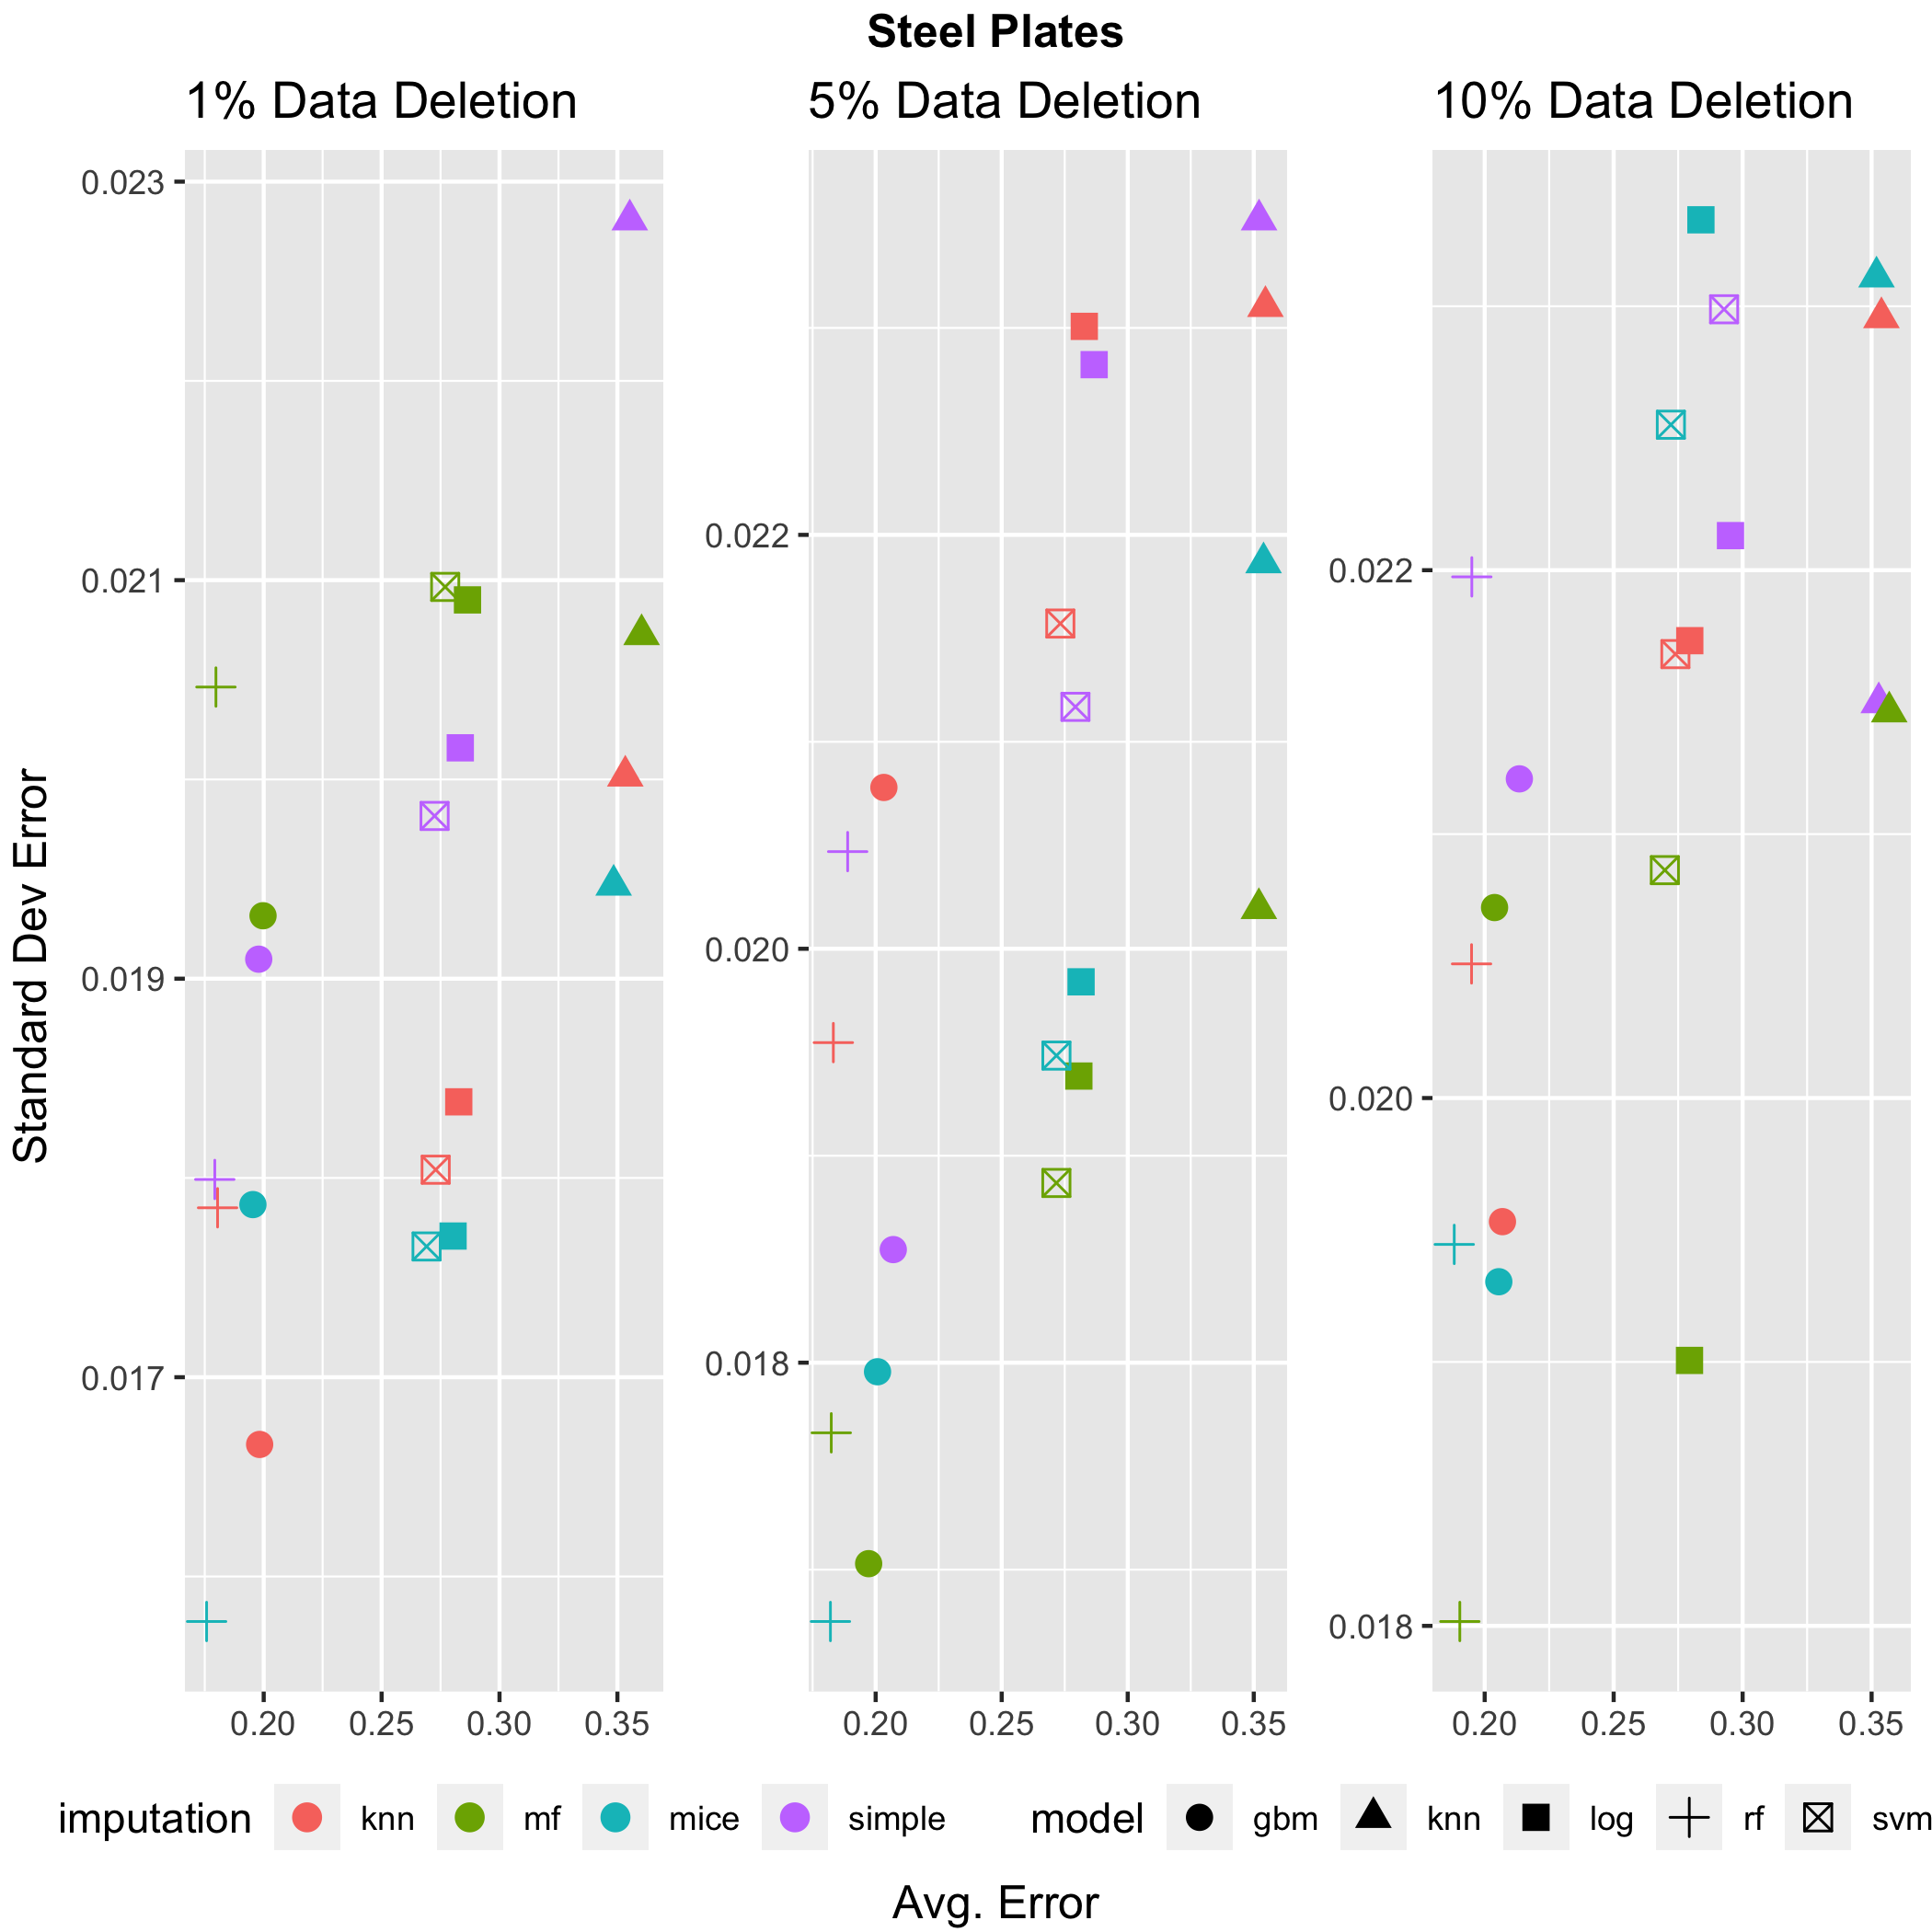 Steel Plates
1% Data Deletion
5% Data Deletion
10% Data Deletion
Standard Dev Error
0.023
0.021
0.019
0.017
0.20 0.25 0.30 0.35
0.022
0.020
0.018
0.20 0.25 0.30 0.35
0.022
0.020
0.018
0.20 0.25 0.30 0.35
imputation knn mf mice simple model gbm knn log rf svm
Avg. Error